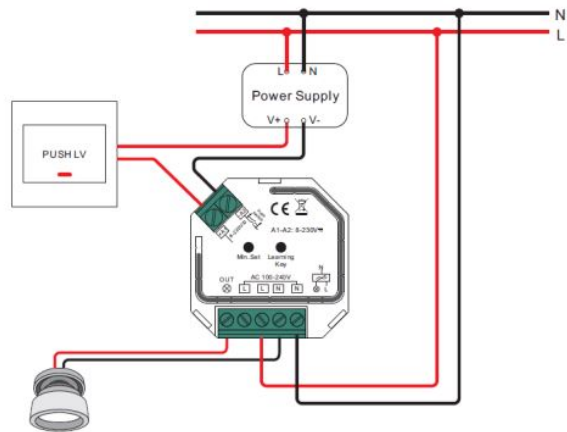 N
L
L N
Power Supply
V+ V-
PUSH LV
CE
A1-A2: 8-230V
Min. Set
Learning Key
OUT
AC 100-240V
L L N N
N
L